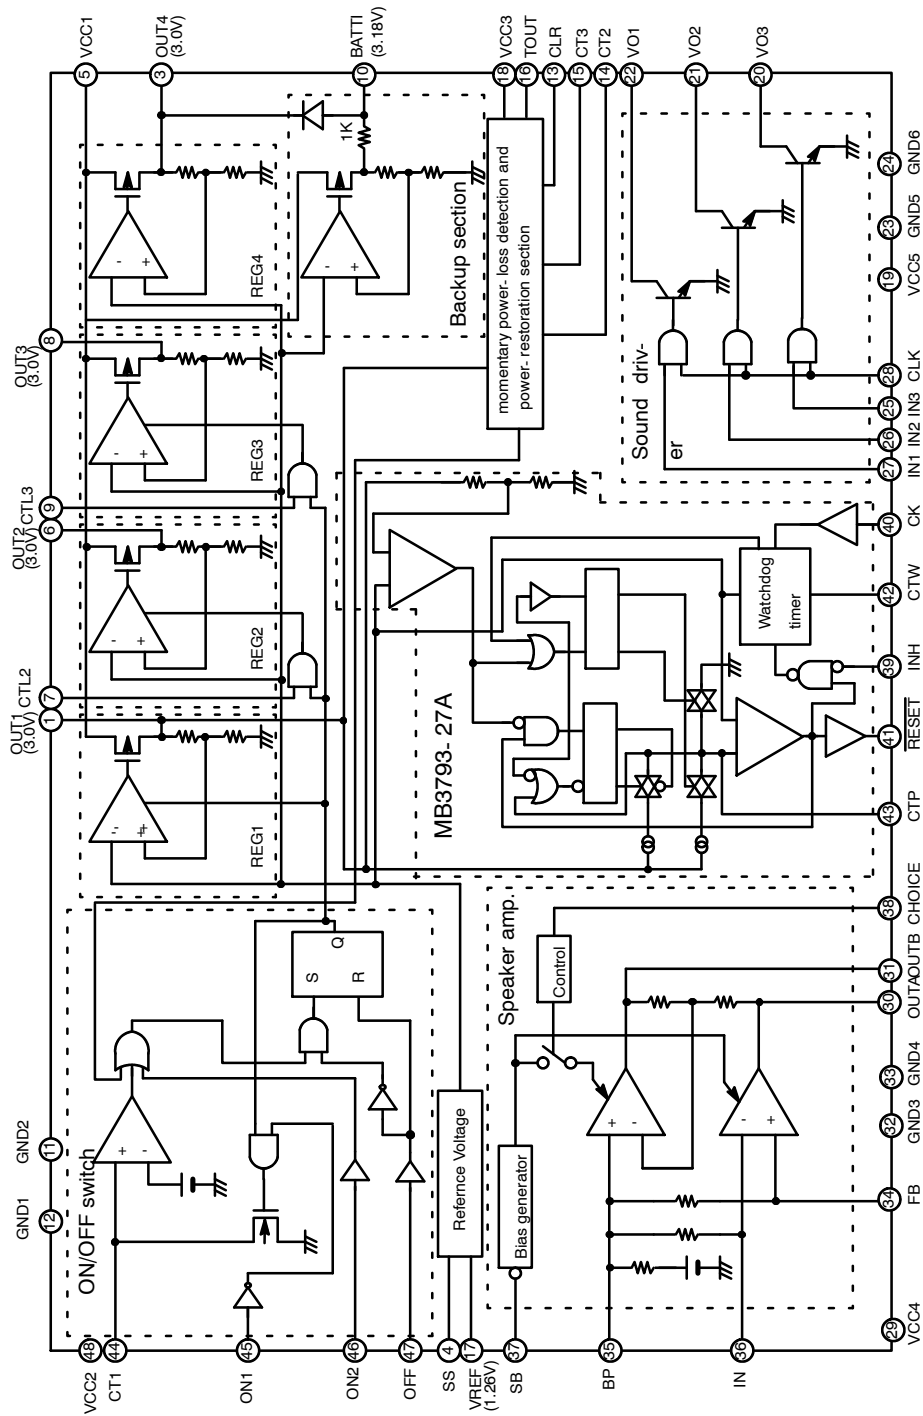 GND1
12
GND2
11
OUT1
(3.0V)
1
CTL2
7
OUT2
(3.0V)
6
CTL3
9
OUT3
(3.0V)
8
VCC1
5
OUT4
(3.0V)
3
BATTI
(3.18V)
10
VCC3
18
TOUT
16
CLR
13
CT3
15
CT2
14
VO1
22
VO2
21
VO3
20
GND6
24
GND5
23
VCC5
19
CLK
28
IN3
25
IN2
26
IN1
27
CK
40
CTW
42
INH
39
RESET
41
CTP
43
CHOICE
38
OUTB
31
OUTA
30
GND4
33
GND3
32
FB
34
VCC4
29
IN
36
BP
35
SB
37
VREF
(1.26V)
17
SS
4
OFF
47
ON2
46
ON1
45
CT1
44
VCC2
48
ON/OFF switch
+
-
S
R
Q
Refernce Voltage
REG1
-
+
REG2
-
+
REG3
-
+
REG4
-
+
Backup section
1K
-
+
momentary power- loss detection and
power- restoration section
Sound driv-
er
MB3793- 27A
Watchdog
timer
Speaker amp.
Control
Bias generator
+
-
-
+